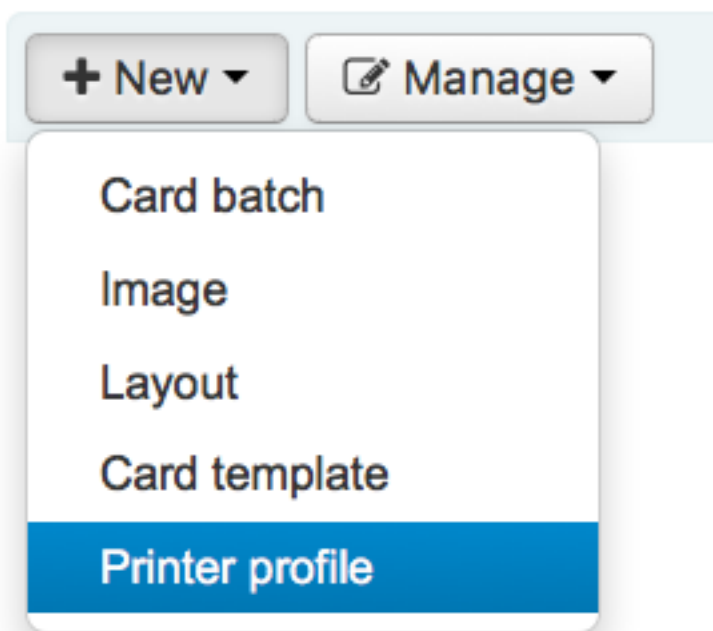 New Manage
Card batch
Image
Layout
Card template
Printer profile